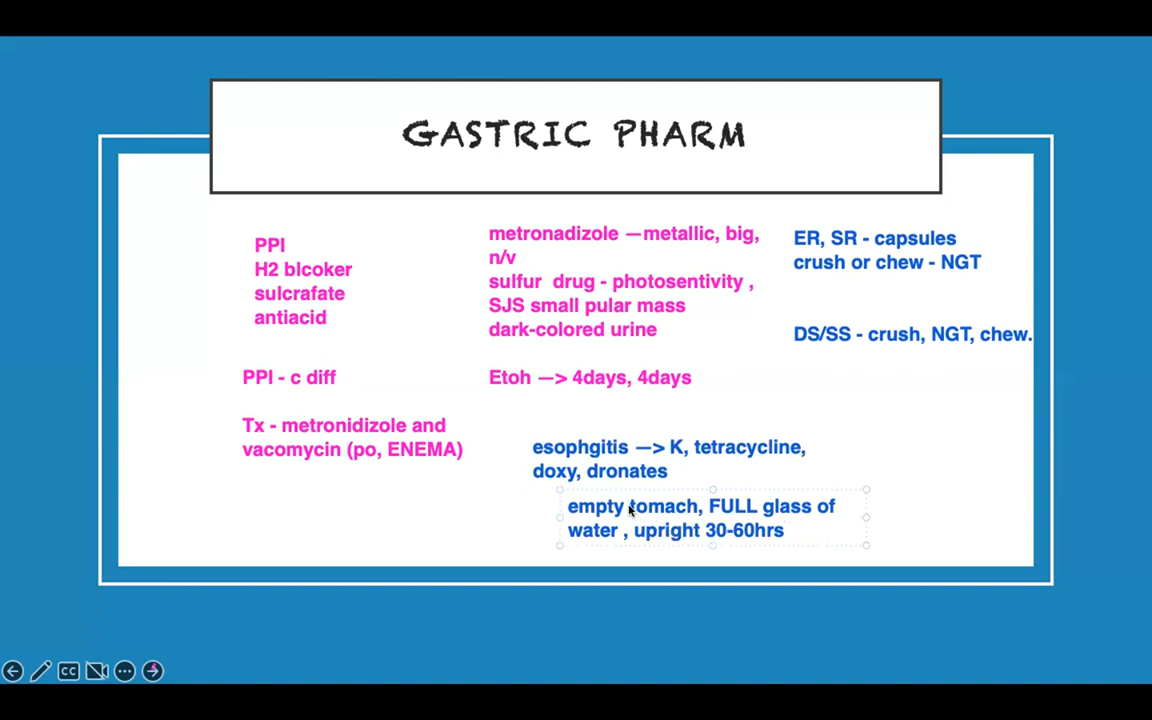 GASTRIC PHARM
PPI
H2 blcoker
sulcrafate
antiacid
PPI - c diff
Tx - metronidizole and
vacomycin (po, ENEMA)
metronadizole —metallic, big,
n/v
sulfur drug - photosentivity ,
SJS small pular mass
dark-colored urine
Etoh —> 4days, 4days
ER, SR - capsules
crush or chew - NGT
DS/SS - crush, NGT, chew.
esophgitis —> K, tetracycline,
doxy, dronates
empty tomach, FULL glass of
water , upright 30-60hrs
CC